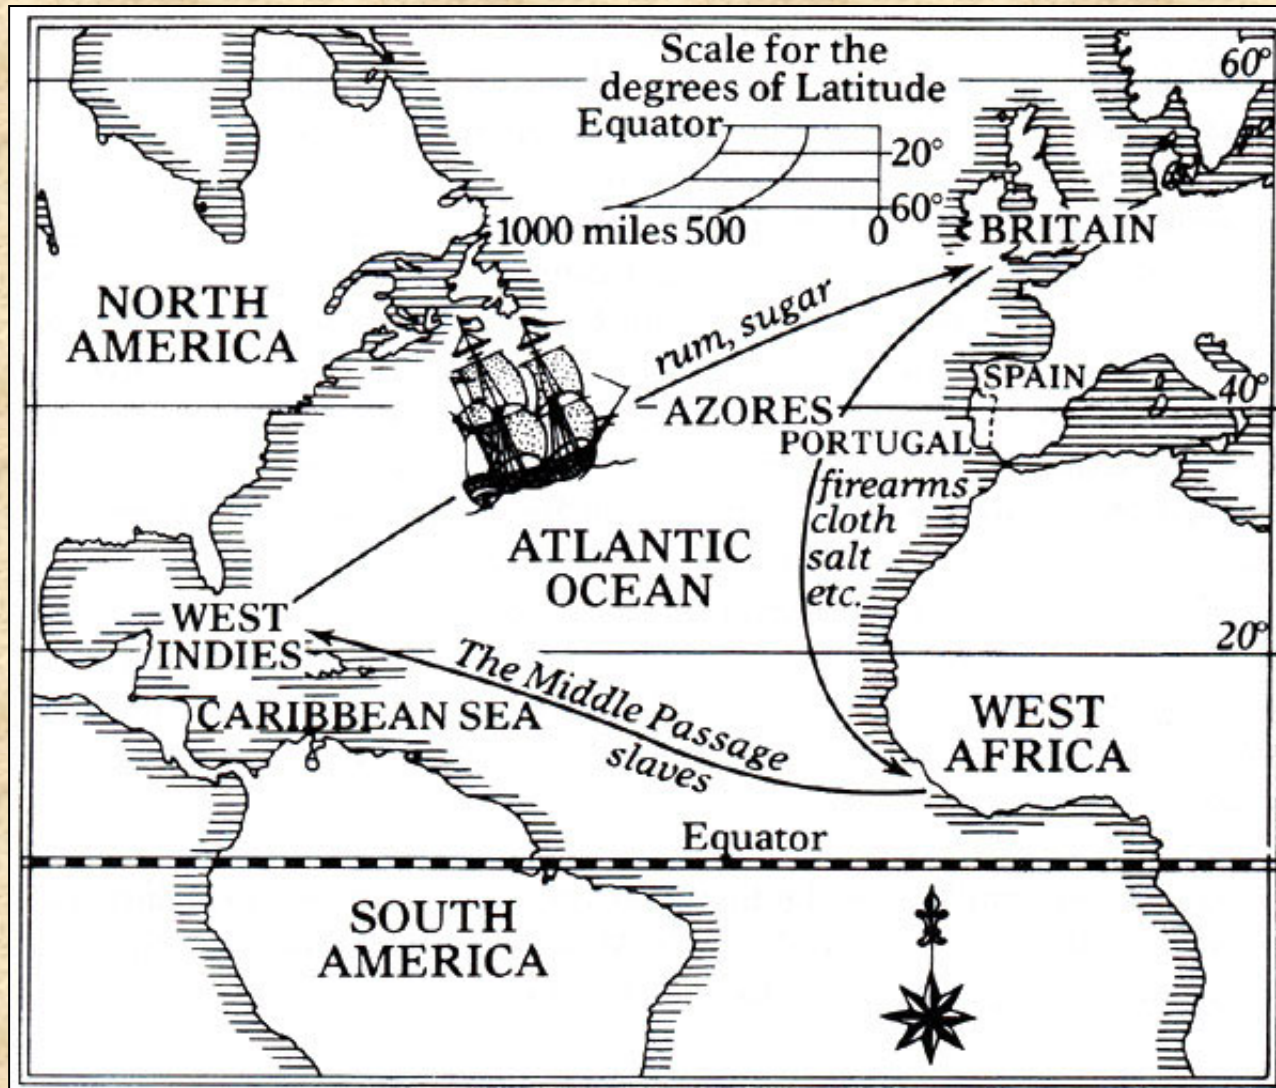 Scale for the
degrees of Latitude
Equator
20°
60°
1000 miles 500 0
60°
BRITAIN
NORTH
AMERICA
rum, sugar
SPAIN
40°
AZORES
PORTUGAL
firearms
cloth
salt
etc.
ATLANTIC
OCEAN
WEST
INDIES
20°
The Middle Passage
slaves
CARIBBEAN SEA
WEST
AFRICA
Equator
SOUTH
AMERICA